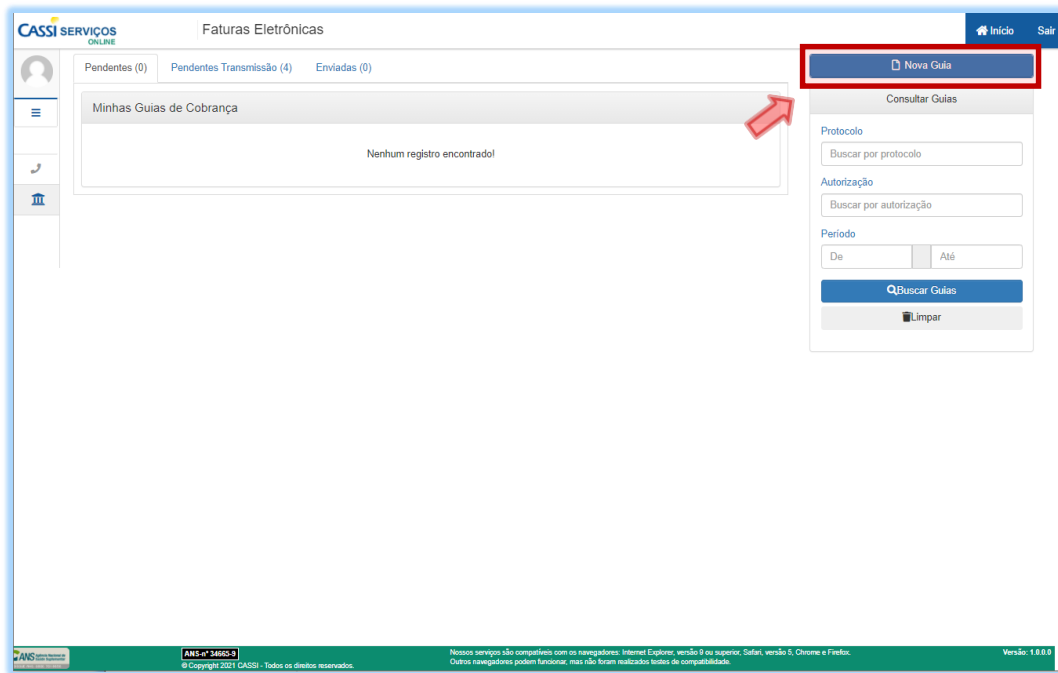 CASSI SERVIÇOS
ONLINE
Faturas Eletrônicas
Início
Sair
Pendentes (0)
Pendentes Transmissão (4)
Enviadas (0)
Nova Guia
Minhas Guias de Cobrança
Nenhum registro encontrado!
Consultar Guias
Protocolo
Buscar por protocolo
Autorização
Buscar por autorização
Período
De
Até
Buscar Guias
Limpar
ANS
ANS-nº 34665-9
© Copyright 2021 CASSI - Todos os direitos reservados.
Nossos serviços são compatíveis com os navegadores: Internet Explorer, versão 9 ou superior, Safari, versão 5, Chrome e Firefox.
Outros navegadores podem funcionar, mas não foram realizados testes de compatibilidade.
Versão: 1.0.0.0